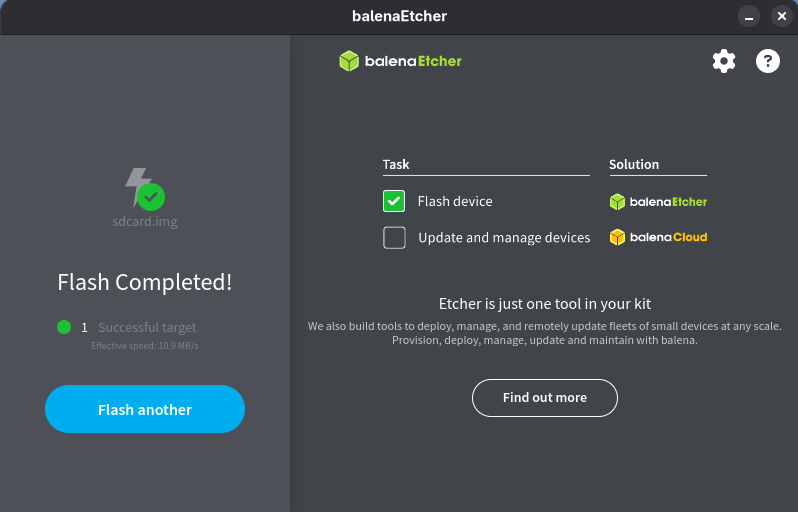 balenaEtcher
balenaEtcher
?
Task
Solution
Flash device
balenaEtcher
Update and manage devices
balenaCloud
sdcard.img
Flash Completed!
1 Successful target
Effective speed: 10.9 MB/s
Flash another
Etcher is just one tool in your kit
We also build tools to deploy, manage, and remotely update fleets of small devices at any scale.
Provision, deploy, manage, update and maintain with balena.
Find out more